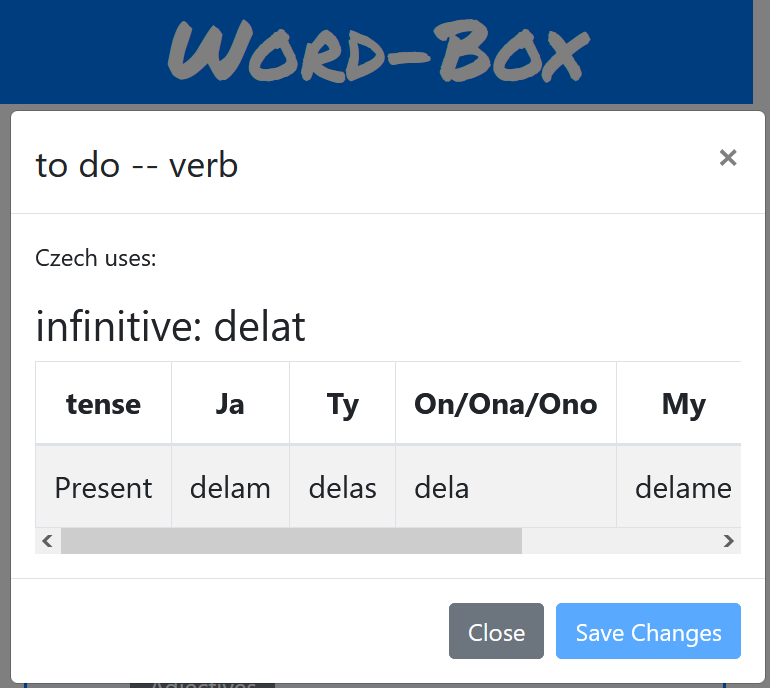 Word-Box
to do -- verb ×
Czech uses:
infinitive: delat
tense Ja Ty On/Ona/Ono My
Present delam delas dela delame
Close Save Changes
Adjectives